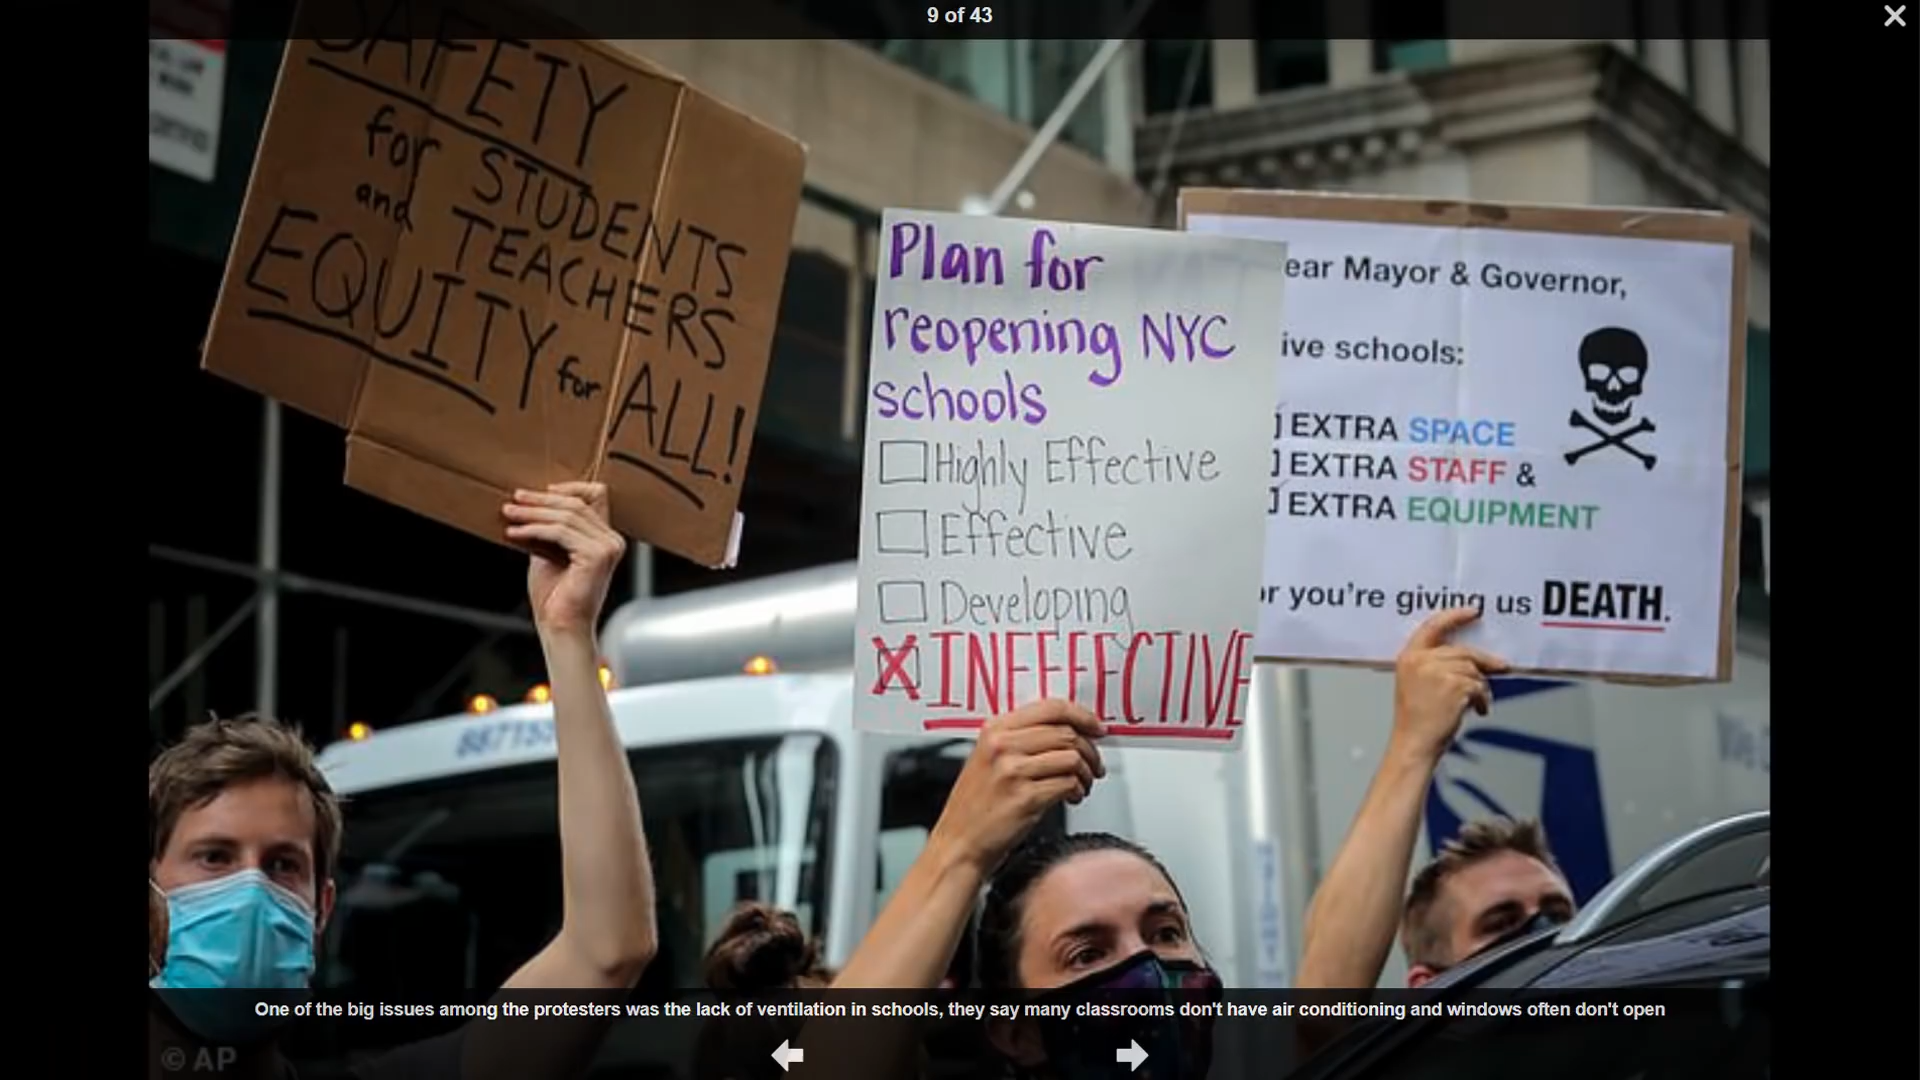 9 of 43
SAFETY
for STUDENTS
and TEACHERS
EQUITY for ALL!
Plan for
reopening NYC
schools
Highly Effective
Effective
Developing
X INEFFECTIVE
ear Mayor & Governor,
ive schools:
EXTRA SPACE
EXTRA STAFF &
EXTRA EQUIPMENT
or you're giving us DEATH.
One of the big issues among the protesters was the lack of ventilation in schools, they say many classrooms don't have air conditioning and windows often don't open
© AP